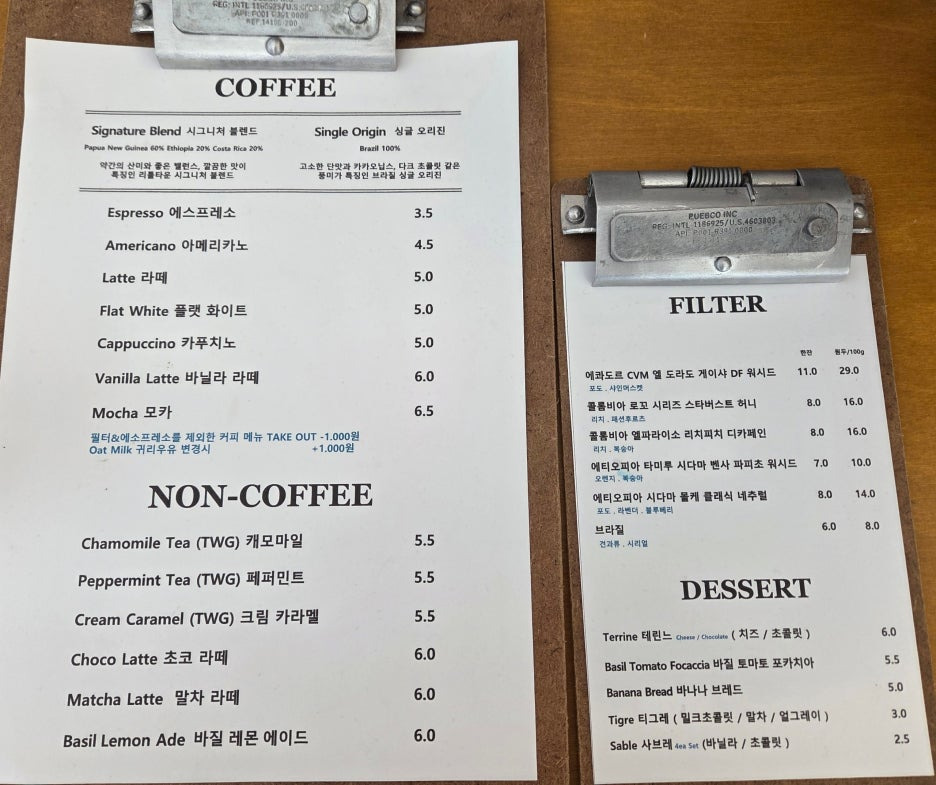 REG: INTL 1186925/U.S.4603803
API: P001 R391 0000
COFFEE
Signature Blend 시그니처 블렌드
Papua New Guinea 60% Ethiopia 20% Costa Rica 20%
약간의 산미와 좋은 밸런스, 깔끔한 맛이
특징인 리틀타운 시그니처 블렌드
Single Origin 싱글 오리진
Brazil 100%
고소한 단맛과 카카오닙스, 다크 초콜릿 같은
풍미가 특징인 브라질 싱글 오리진
Espresso 에스프레소 3.5
Americano 아메리카노 4.5
Latte 라떼 5.0
Flat White 플랫 화이트 5.0
Cappuccino 카푸치노 5.0
Vanilla Latte 바닐라 라떼 6.0
Mocha 모카 6.5
필터&에소프레소를 제외한 커피 메뉴 TAKE OUT -1.000원
Oat Milk 귀리우유 변경시 +1.000원
NON-COFFEE
Chamomile Tea (TWG) 캐모마일 5.5
Peppermint Tea (TWG) 페퍼민트 5.5
Cream Caramel (TWG) 크림 카라멜 5.5
Choco Latte 초코 라떼 6.0
Matcha Latte 말차 라떼 6.0
Basil Lemon Ade 바질 레몬 에이드 6.0
PUEBCO INC
REG: INTL 1186925/U.S.4603803
API: P001 R391 0000
FILTER
한잔 원두/100g
에콰도르 CVM 엘 도라도 게이샤 DF 워시드 11.0 29.0
포도 . 샤인머스켓
콜롬비아 로꼬 시리즈 스타버스트 허니 8.0 16.0
리치 . 패션후르츠
콜롬비아 엘파라이소 리치피치 디카페인 8.0 16.0
리치 . 복숭아
에티오피아 타미루 시다마 벤사 파피초 워시드 7.0 10.0
오렌지 . 복숭아
에티오피아 시다마 물케 클래식 네추럴 8.0 14.0
포도 . 라벤더 . 블루베리
브라질 6.0 8.0
견과류 . 시리얼
DESSERT
Terrine 테린느 Cheese / Chocolate ( 치즈 / 초콜릿 ) 6.0
Basil Tomato Focaccia 바질 토마토 포카치아 5.5
Banana Bread 바나나 브레드 5.0
Tigre 티그레 ( 밀크초콜릿 / 말차 / 얼그레이 ) 3.0
Sable 사브레 4ea Set (바닐라 / 초콜릿 ) 2.5